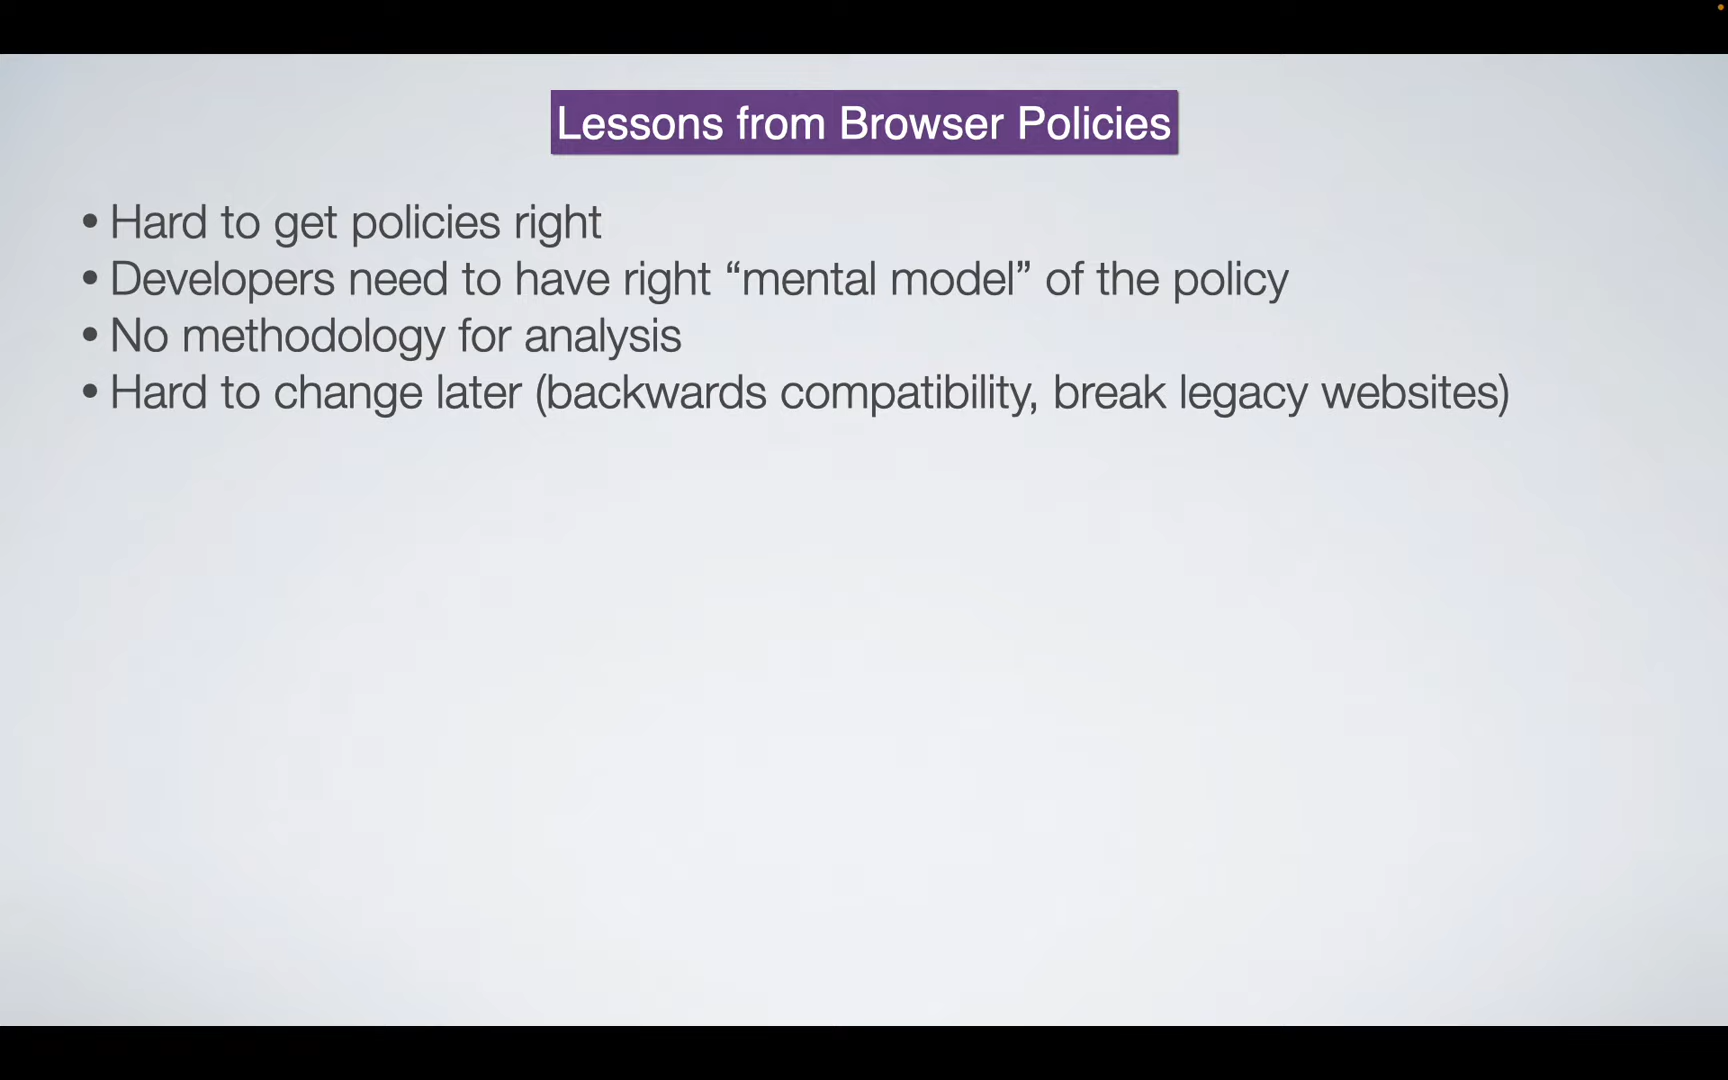 Lessons from Browser Policies
• Hard to get policies right
• Developers need to have right “mental model” of the policy
• No methodology for analysis
• Hard to change later (backwards compatibility, break legacy websites)